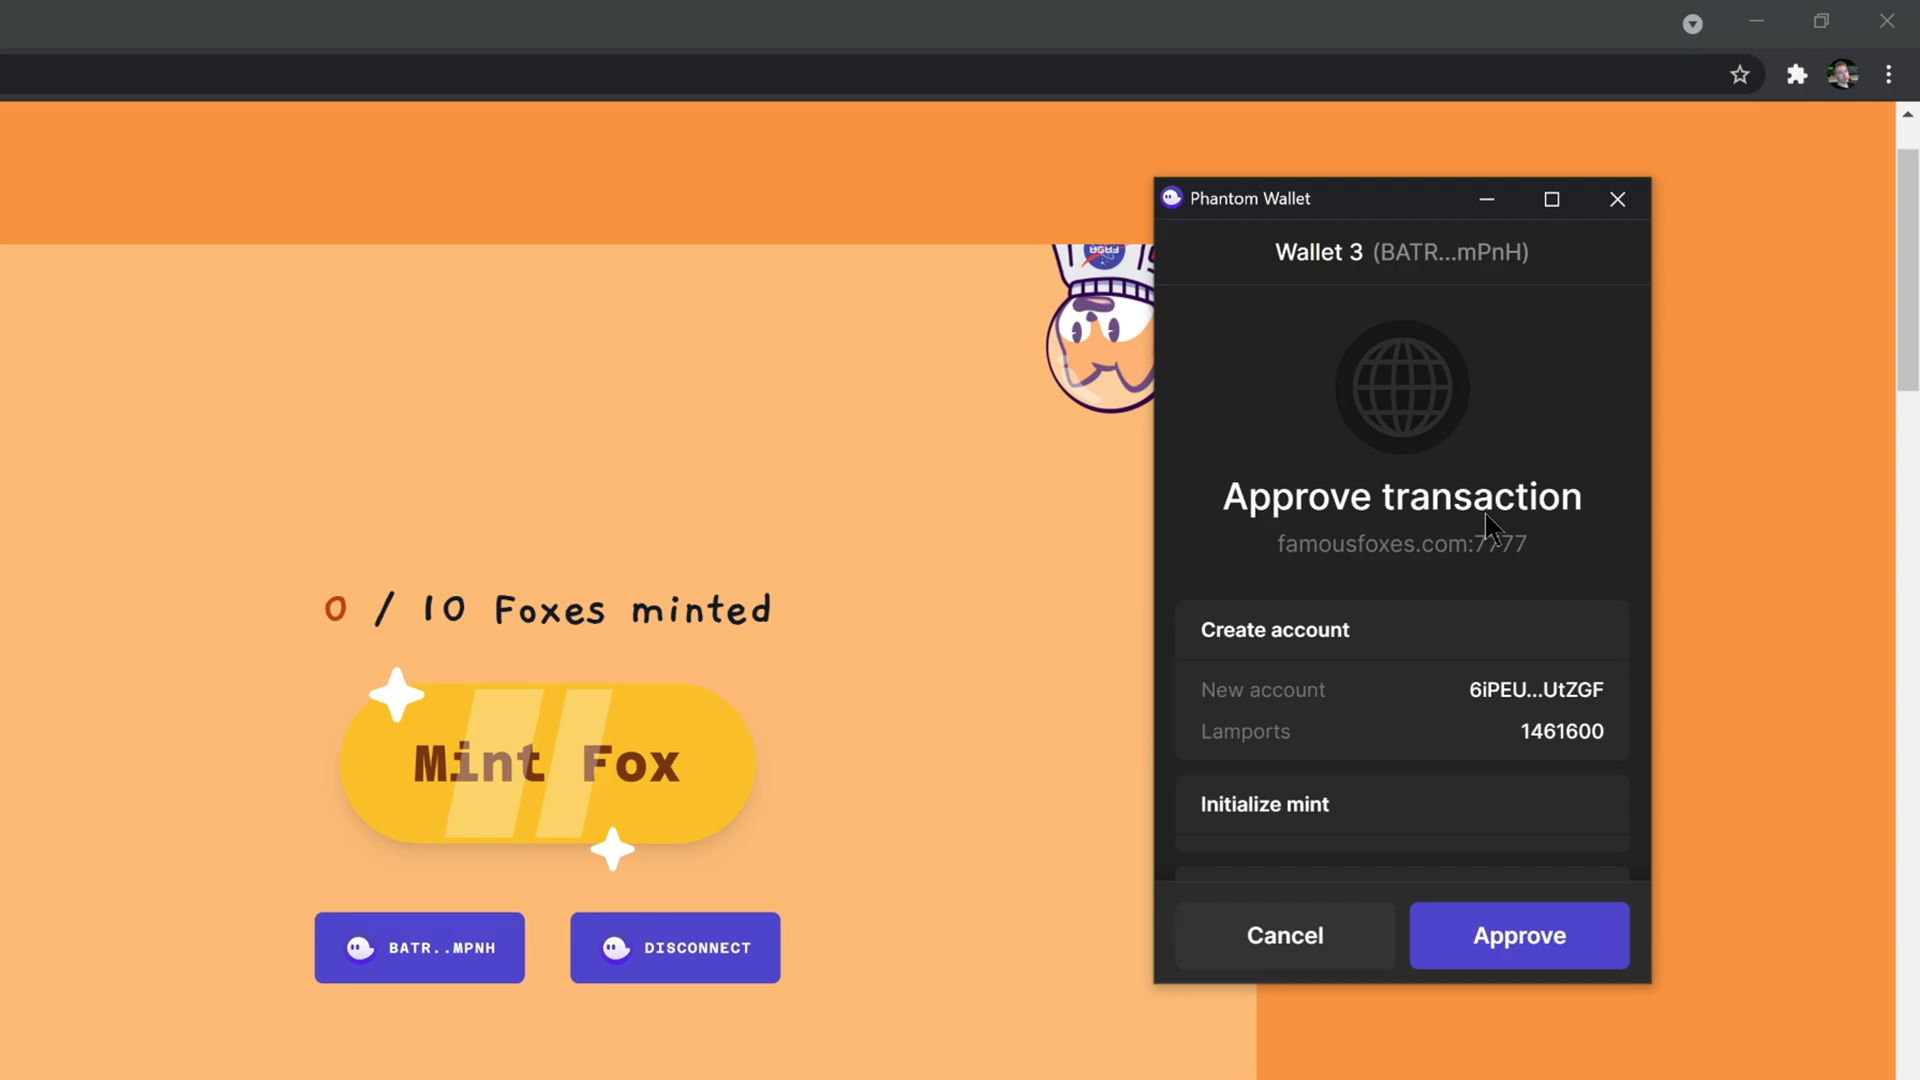 Phantom Wallet
Wallet 3 (BATR...mPnH)
Approve transaction
famousfoxes.com:7777
Create account
New account 6iPEU...UtZGF
Lamports 1461600
Initialize mint
Cancel Approve
0 / 10 Foxes minted
Mint Fox
BATR..MPNH DISCONNECT